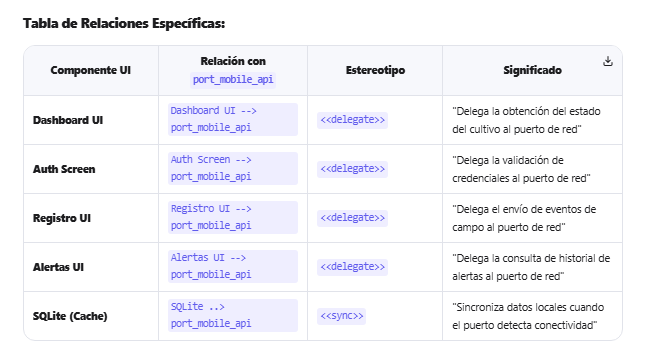 Tabla de Relaciones Específicas:
Componente UI
Relación con
port_mobile_api
Estereotipo
Significado
Dashboard UI
Dashboard UI -->
port_mobile_api
<<delegate>>
"Delega la obtención del estado
del cultivo al puerto de red"
Auth Screen
Auth Screen -->
port_mobile_api
<<delegate>>
"Delega la validación de
credenciales al puerto de red"
Registro UI
Registro UI -->
port_mobile_api
<<delegate>>
"Delega el envío de eventos de
campo al puerto de red"
Alertas UI
Alertas UI -->
port_mobile_api
<<delegate>>
"Delega la consulta de historial de
alertas al puerto de red"
SQLite (Cache)
SQLite ..>
port_mobile_api
<<sync>>
"Sincroniza datos locales cuando
el puerto detecta conectividad"